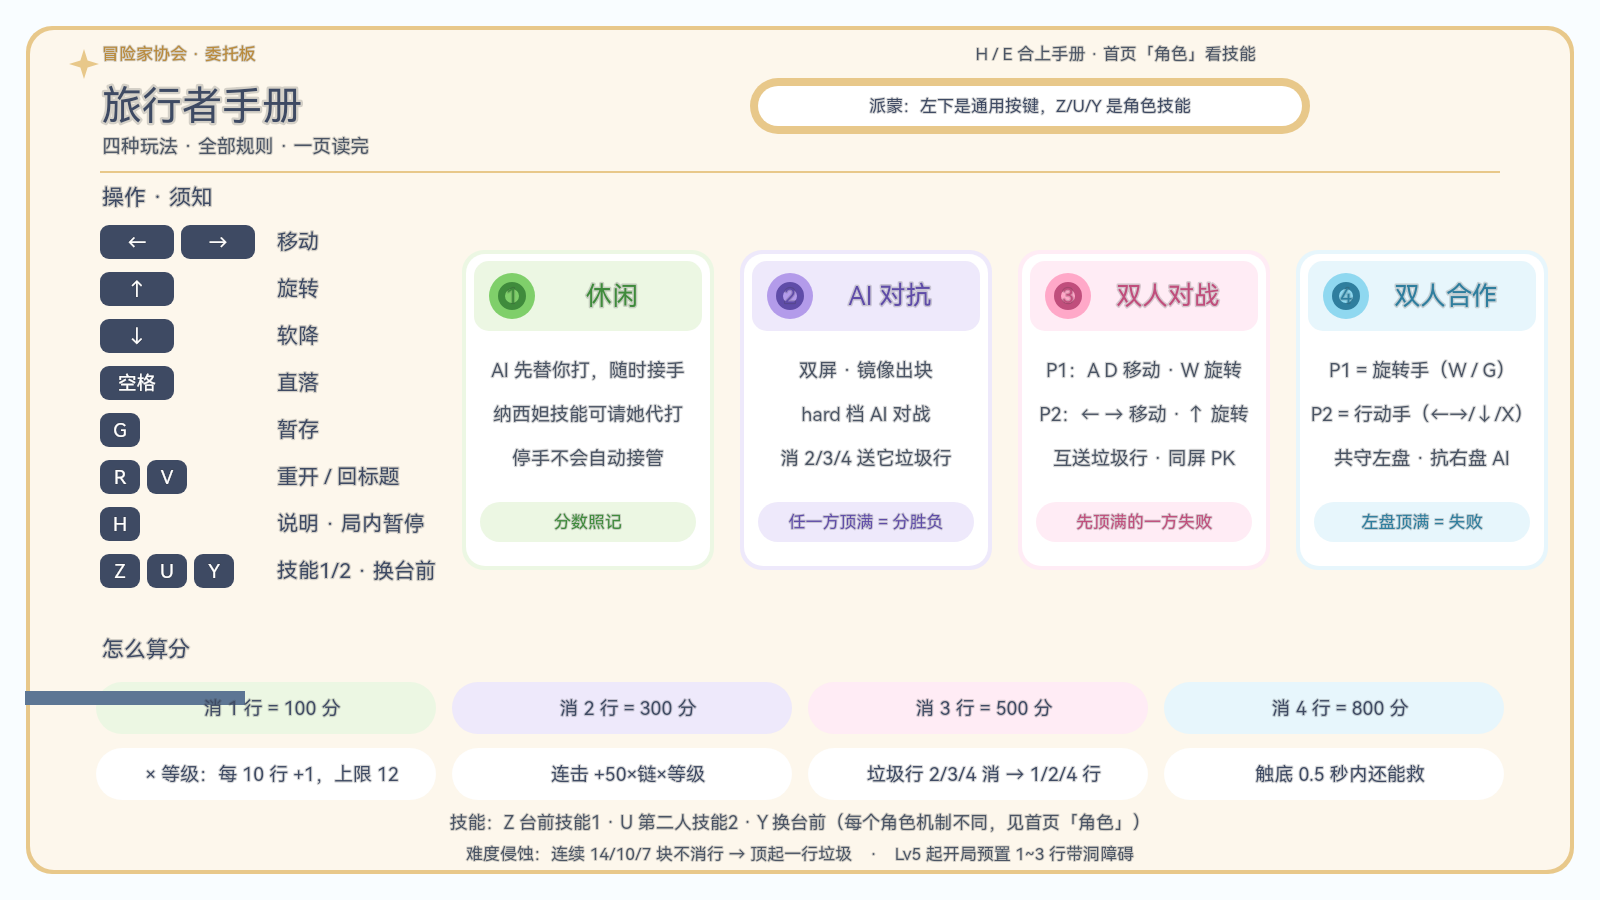 冒险家协会 · 委托板
H / E 合上手册 · 首页「角色」看技能
旅行者手册
派蒙：左下是通用按键，Z/U/Y 是角色技能
四种玩法 · 全部规则 · 一页读完
操作 · 须知
← → 移动
↑ 旋转
↓ 软降
空格 直落
G 暂存
R V 重开 / 回标题
H 说明 · 局内暂停
Z U Y 技能1/2 · 换台前
1 休闲
AI 先替你打，随时接手
纳西妲技能可请她代打
停手不会自动接管
分数照记
2 AI 对抗
双屏 · 镜像出块
hard 档 AI 对战
消 2/3/4 送它垃圾行
任一方顶满 = 分胜负
3 双人对战
P1：A D 移动 · W 旋转
P2：← → 移动 · ↑ 旋转
互送垃圾行 · 同屏 PK
先顶满的一方失败
4 双人合作
P1 = 旋转手（W / G）
P2 = 行动手（←→/↓/X）
共守左盘 · 抗右盘 AI
左盘顶满 = 失败
怎么算分
消 1 行 = 100 分
消 2 行 = 300 分
消 3 行 = 500 分
消 4 行 = 800 分
× 等级：每 10 行 +1，上限 12
连击 +50×链×等级
垃圾行 2/3/4 消 → 1/2/4 行
触底 0.5 秒内还能救
技能：Z 台前技能1 · U 第二人技能2 · Y 换台前（每个角色机制不同，见首页「角色」）
难度侵蚀：连续 14/10/7 块不消行 → 顶起一行垃圾 · Lv5 起开局预置 1~3 行带洞障碍